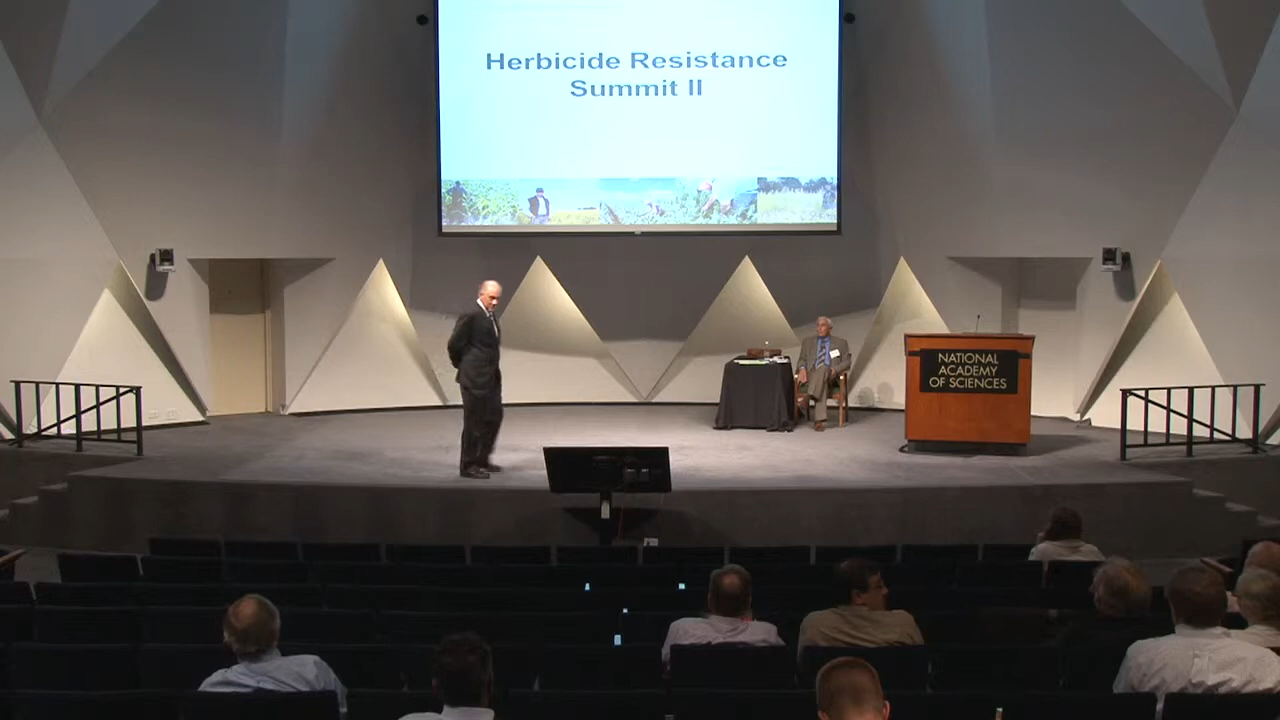 Herbicide Resistance
Summit II
NATIONAL
ACADEMY
OF SCIENCES